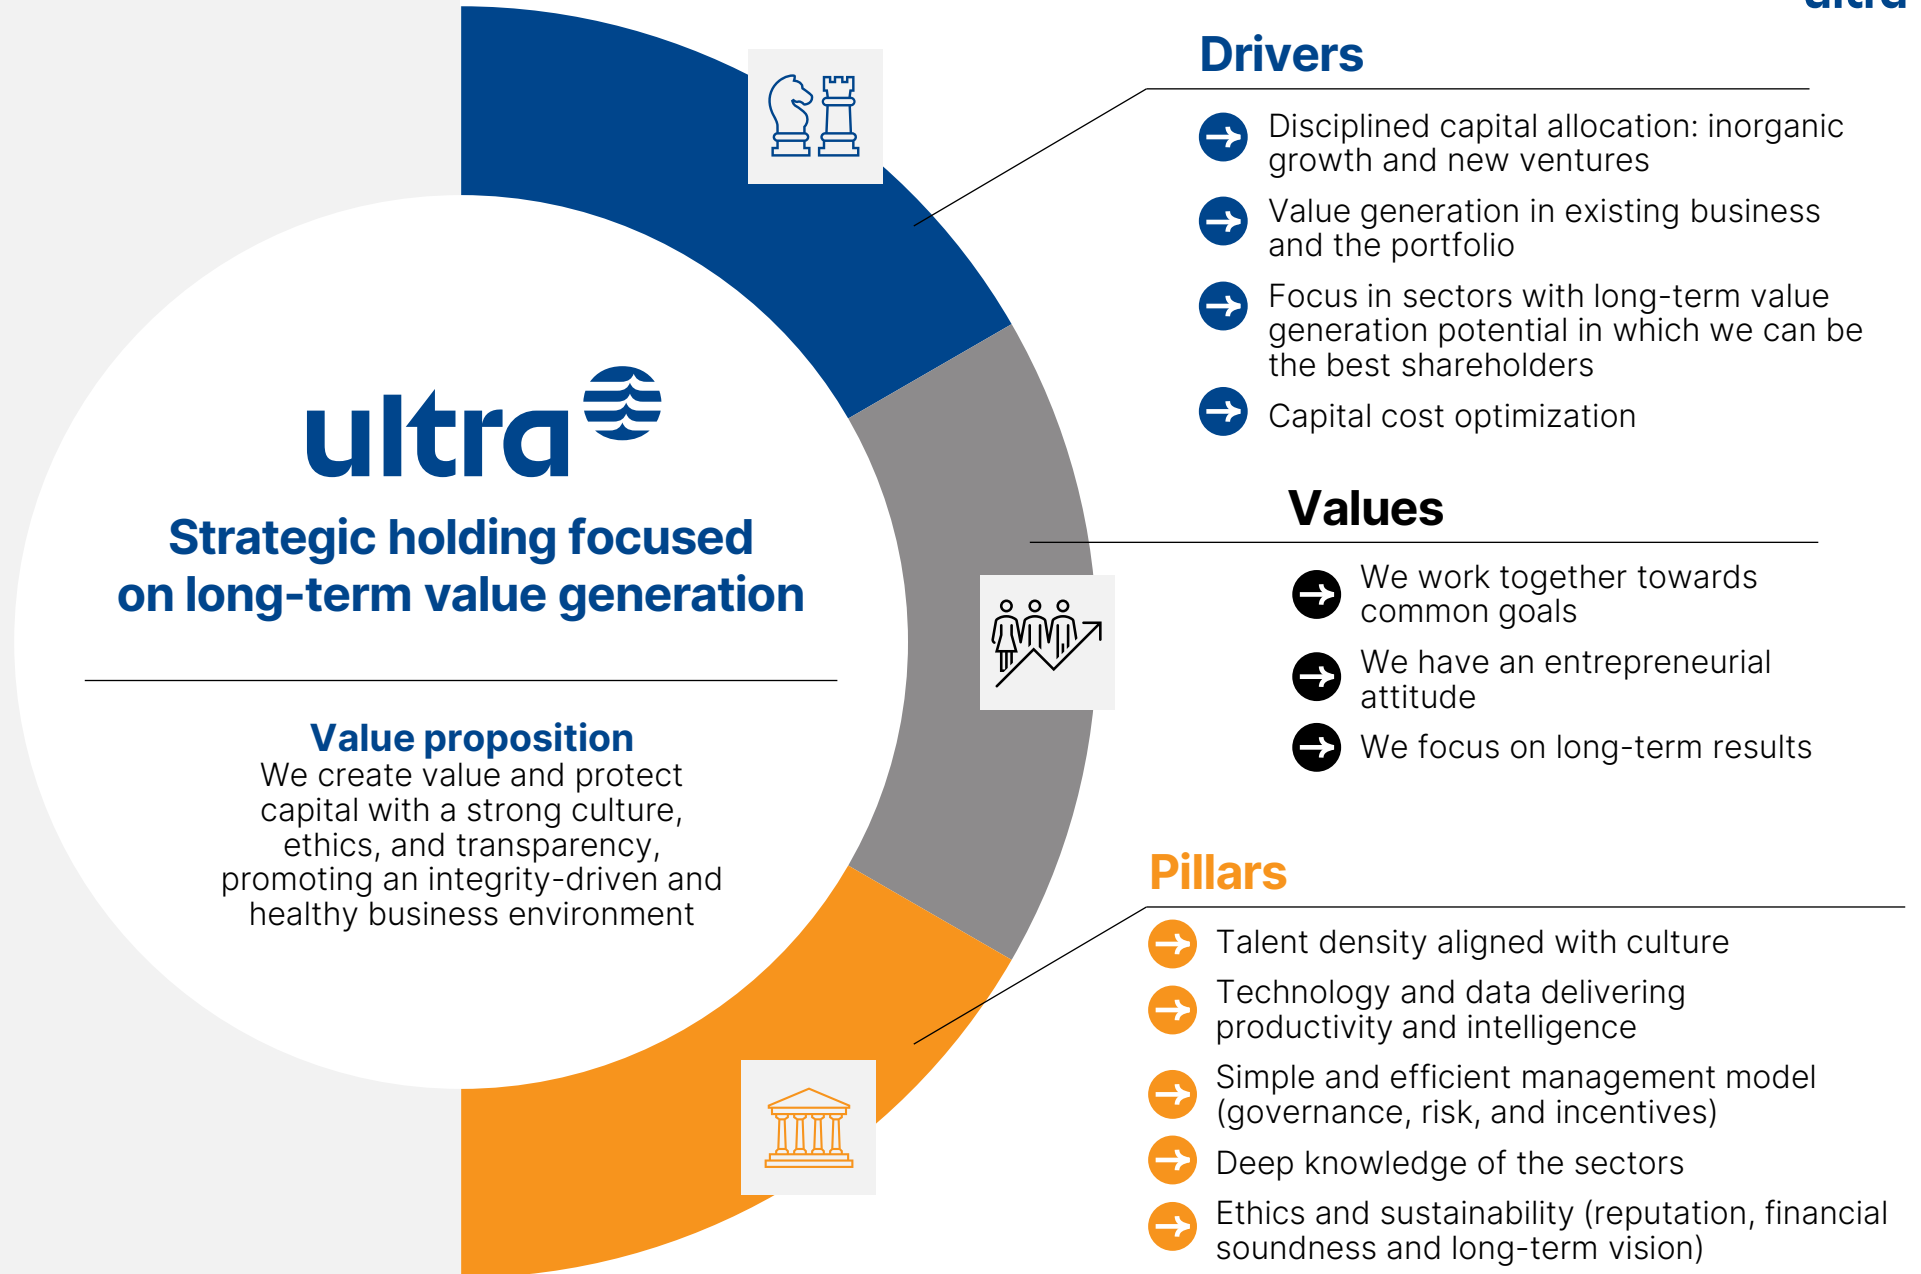 ultra
Strategic holding focused
on long-term value generation
Value proposition
We create value and protect
capital with a strong culture,
ethics, and transparency,
promoting an integrity-driven and
healthy business environment
ultra
Drivers
Disciplined capital allocation: inorganic
growth and new ventures
Value generation in existing business
and the portfolio
Focus in sectors with long-term value
generation potential in which we can be
the best shareholders
Capital cost optimization
Values
We work together towards
common goals
We have an entrepreneurial
attitude
We focus on long-term results
Pillars
Talent density aligned with culture
Technology and data delivering
productivity and intelligence
Simple and efficient management model
(governance, risk, and incentives)
Deep knowledge of the sectors
Ethics and sustainability (reputation, financial
soundness and long-term vision)